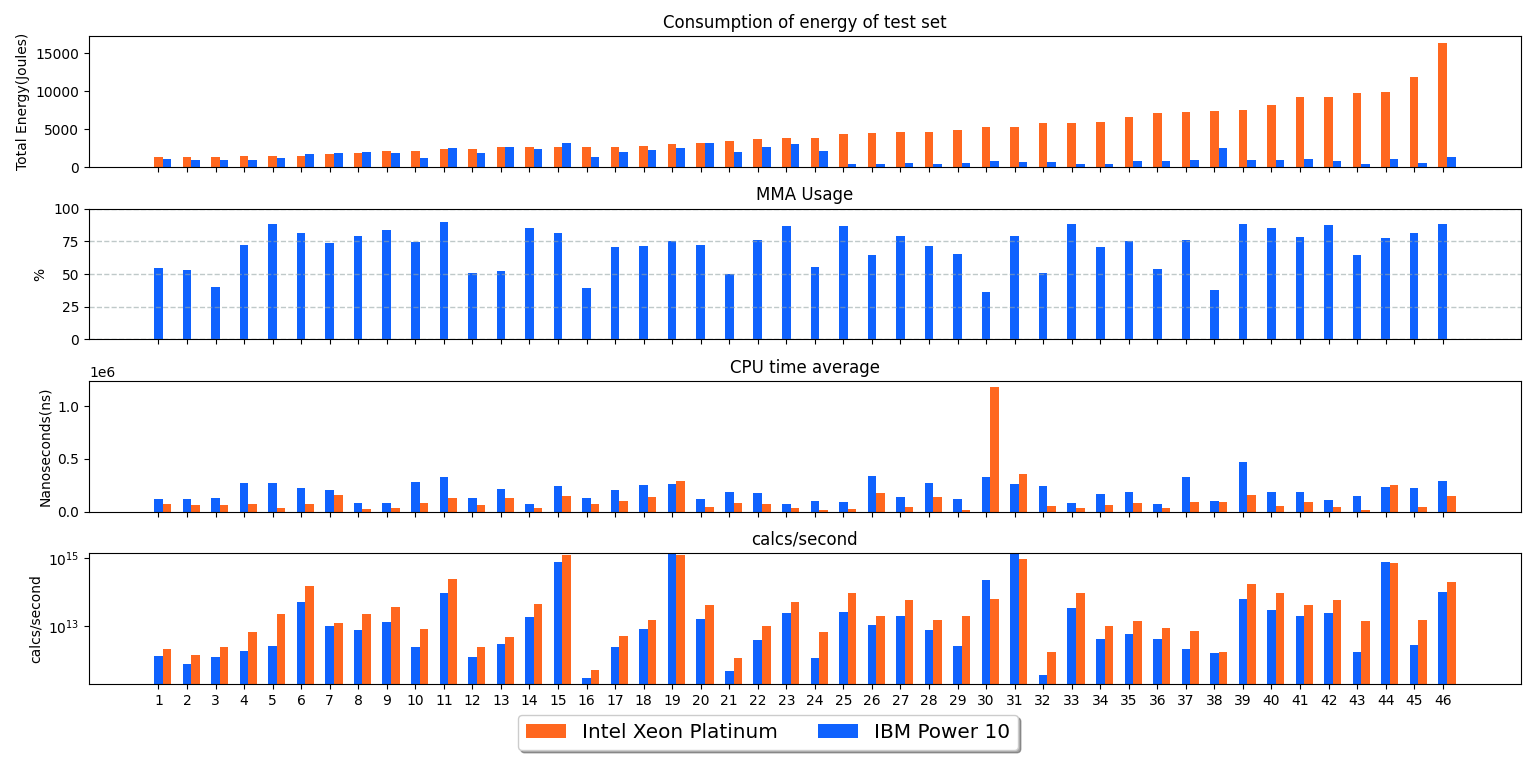 Consumption of energy of test set
Total Energy(Joules)
15000
10000
5000
0
MMA Usage
%
100
75
50
25
0
CPU time average
1e6
Nanoseconds(ns)
1.0
0.5
0.0
calcs/second
calcs/second
10^15
10^13
1 2 3 4 5 6 7 8 9 10 11 12 13 14 15 16 17 18 19 20 21 22 23 24 25 26 27 28 29 30 31 32 33 34 35 36 37 38 39 40 41 42 43 44 45 46
Intel Xeon Platinum IBM Power 10